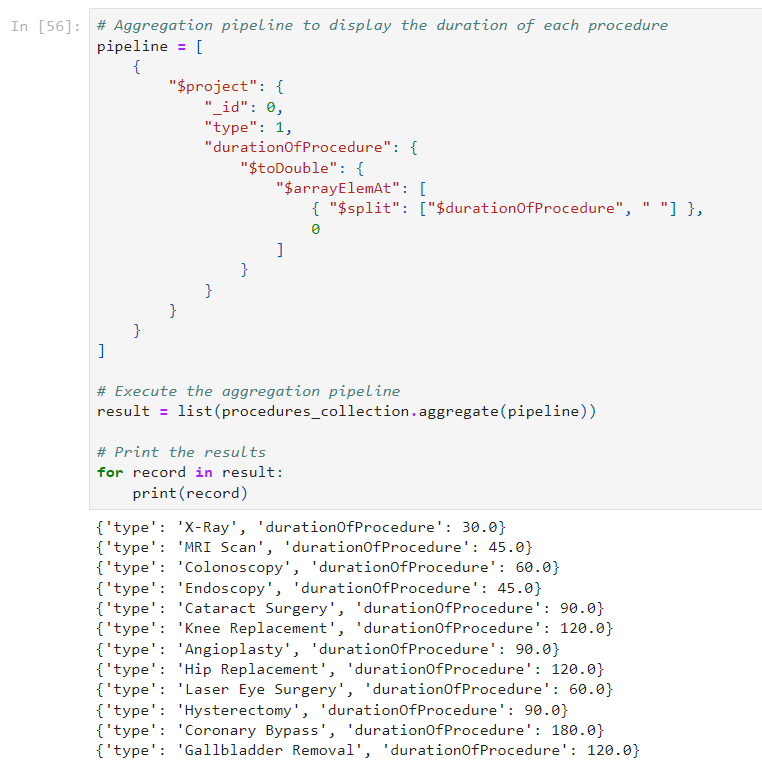 In [56]: # Aggregation pipeline to display the duration of each procedure
pipeline = [
    {
        "$project": {
            "_id": 0,
            "type": 1,
            "durationOfProcedure": {
                "$toDouble": {
                    "$arrayElemAt": [
                        { "$split": ["$durationOfProcedure", " "] },
                        0
                    ]
                }
            }
        }
    }
]

# Execute the aggregation pipeline
result = list(procedures_collection.aggregate(pipeline))

# Print the results
for record in result:
    print(record)
{'type': 'X-Ray', 'durationOfProcedure': 30.0}
{'type': 'MRI Scan', 'durationOfProcedure': 45.0}
{'type': 'Colonoscopy', 'durationOfProcedure': 60.0}
{'type': 'Endoscopy', 'durationOfProcedure': 45.0}
{'type': 'Cataract Surgery', 'durationOfProcedure': 90.0}
{'type': 'Knee Replacement', 'durationOfProcedure': 120.0}
{'type': 'Angioplasty', 'durationOfProcedure': 90.0}
{'type': 'Hip Replacement', 'durationOfProcedure': 120.0}
{'type': 'Laser Eye Surgery', 'durationOfProcedure': 60.0}
{'type': 'Hysterectomy', 'durationOfProcedure': 90.0}
{'type': 'Coronary Bypass', 'durationOfProcedure': 180.0}
{'type': 'Gallbladder Removal', 'durationOfProcedure': 120.0}